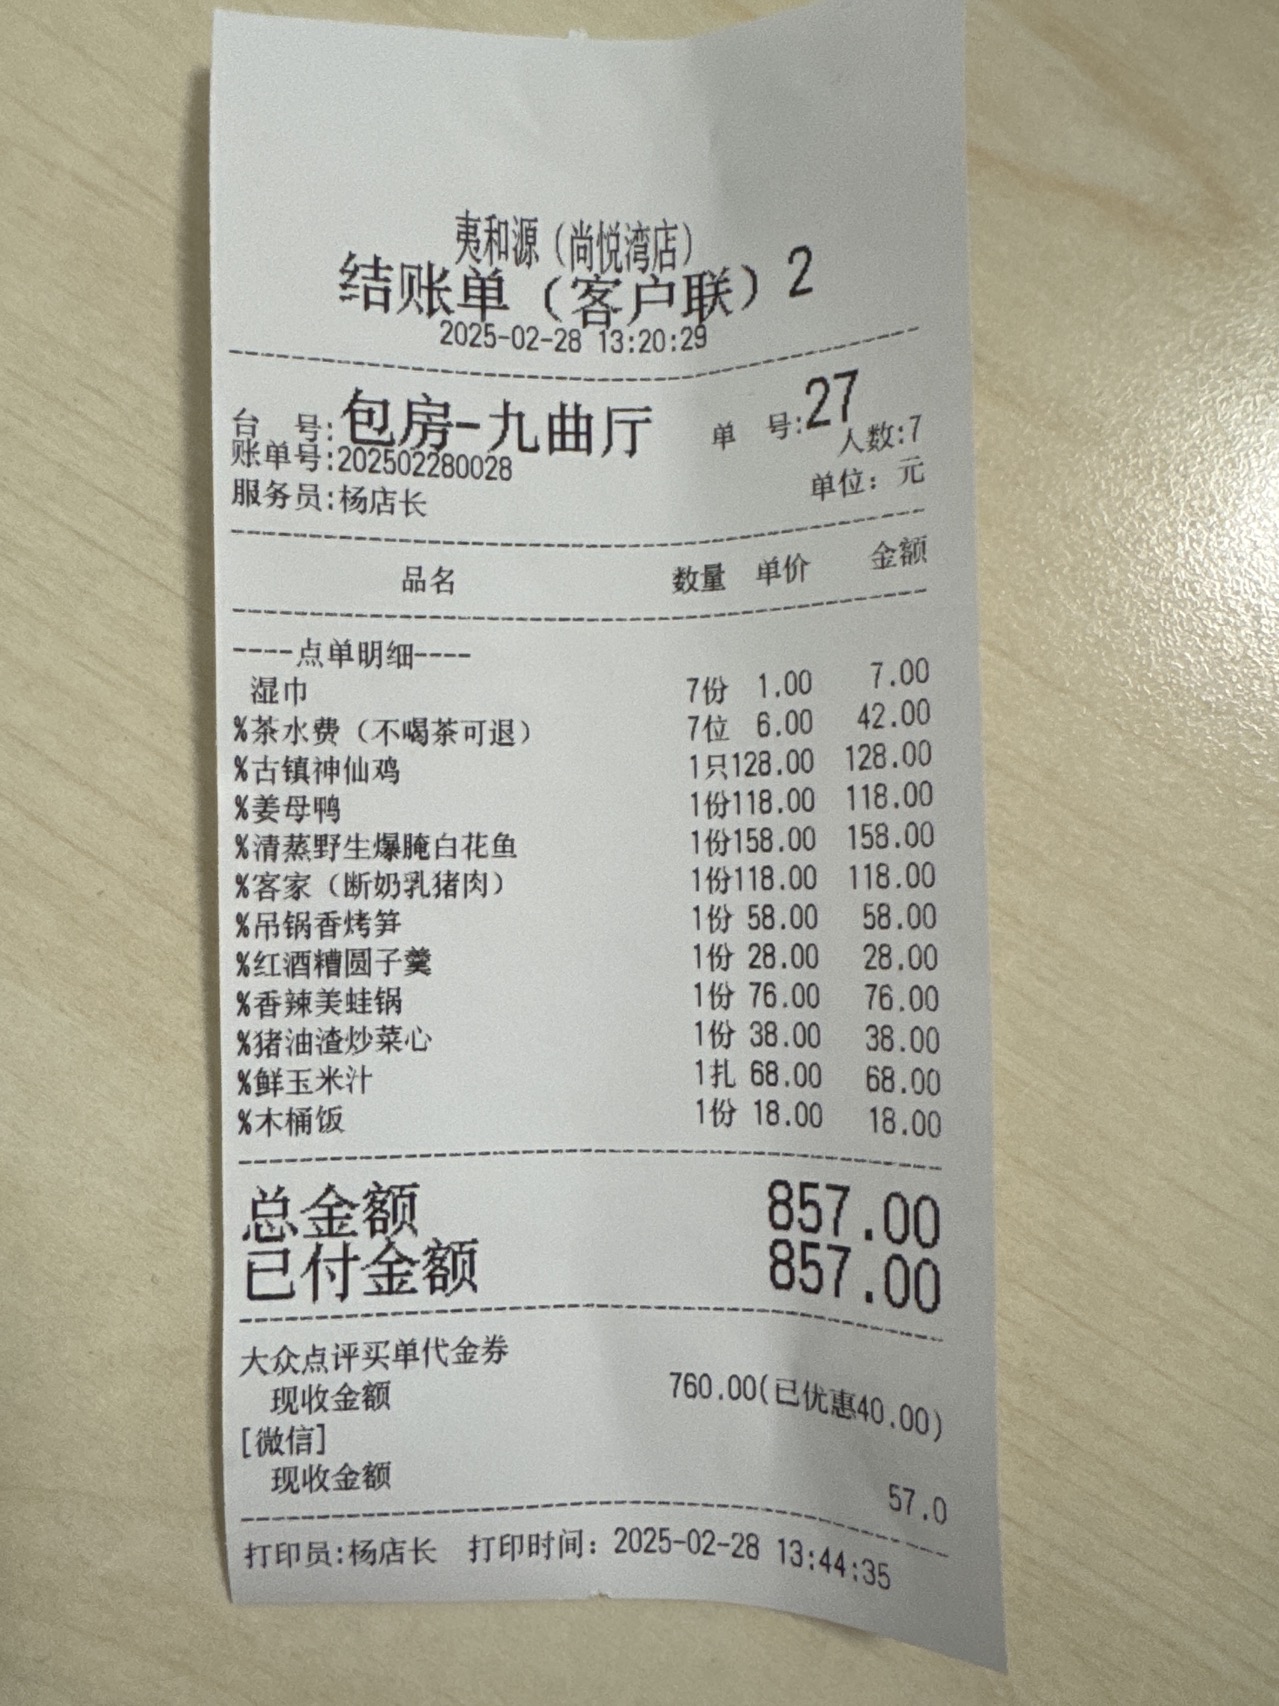 夷和源（尚悦湾店）
结账单（客户联）2
2025-02-28 13:20:29
台 号:包房-九曲厅 单 号:27
账单号:202502280028 人数:7
服务员:杨店长 单位：元
品名 数量 单价 金额
----点单明细----
湿巾 7份 1.00 7.00
%茶水费（不喝茶可退） 7位 6.00 42.00
%古镇神仙鸡 1只128.00 128.00
%姜母鸭 1份118.00 118.00
%清蒸野生爆腌白花鱼 1份158.00 158.00
%客家（断奶乳猪肉） 1份118.00 118.00
%吊锅香烤笋 1份 58.00 58.00
%红酒糟圆子羹 1份 28.00 28.00
%香辣美蛙锅 1份 76.00 76.00
%猪油渣炒菜心 1份 38.00 38.00
%鲜玉米汁 1扎 68.00 68.00
%木桶饭 1份 18.00 18.00
总金额 857.00
已付金额 857.00
大众点评买单代金券
现收金额 760.00(已优惠40.00)
[微信]
现收金额 57.0
打印员:杨店长 打印时间：2025-02-28 13:44:35